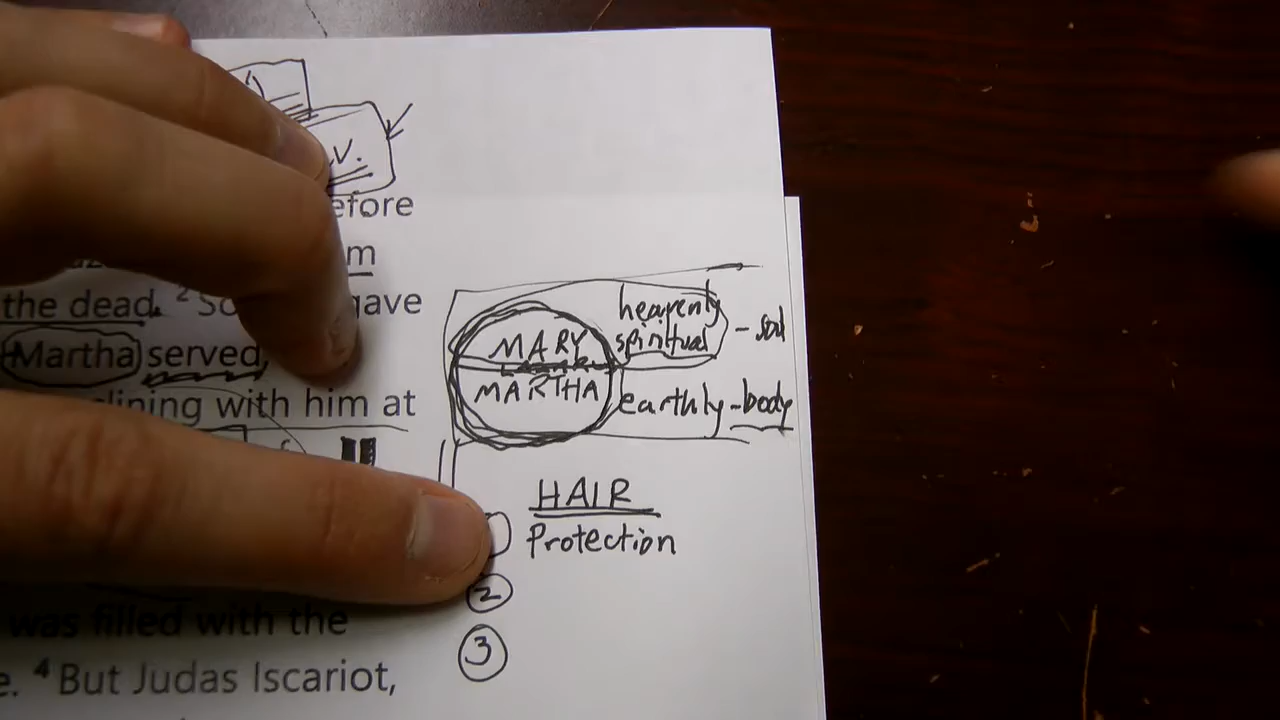 V.
efore
m
the dead. 2 So gave
Martha served,
clining with him at
was filled with the
e. 4 But Judas Iscariot,
MARY
MARTHA
heavenly
spiritual - soul
earthly - body
HAIR
Protection
2
3